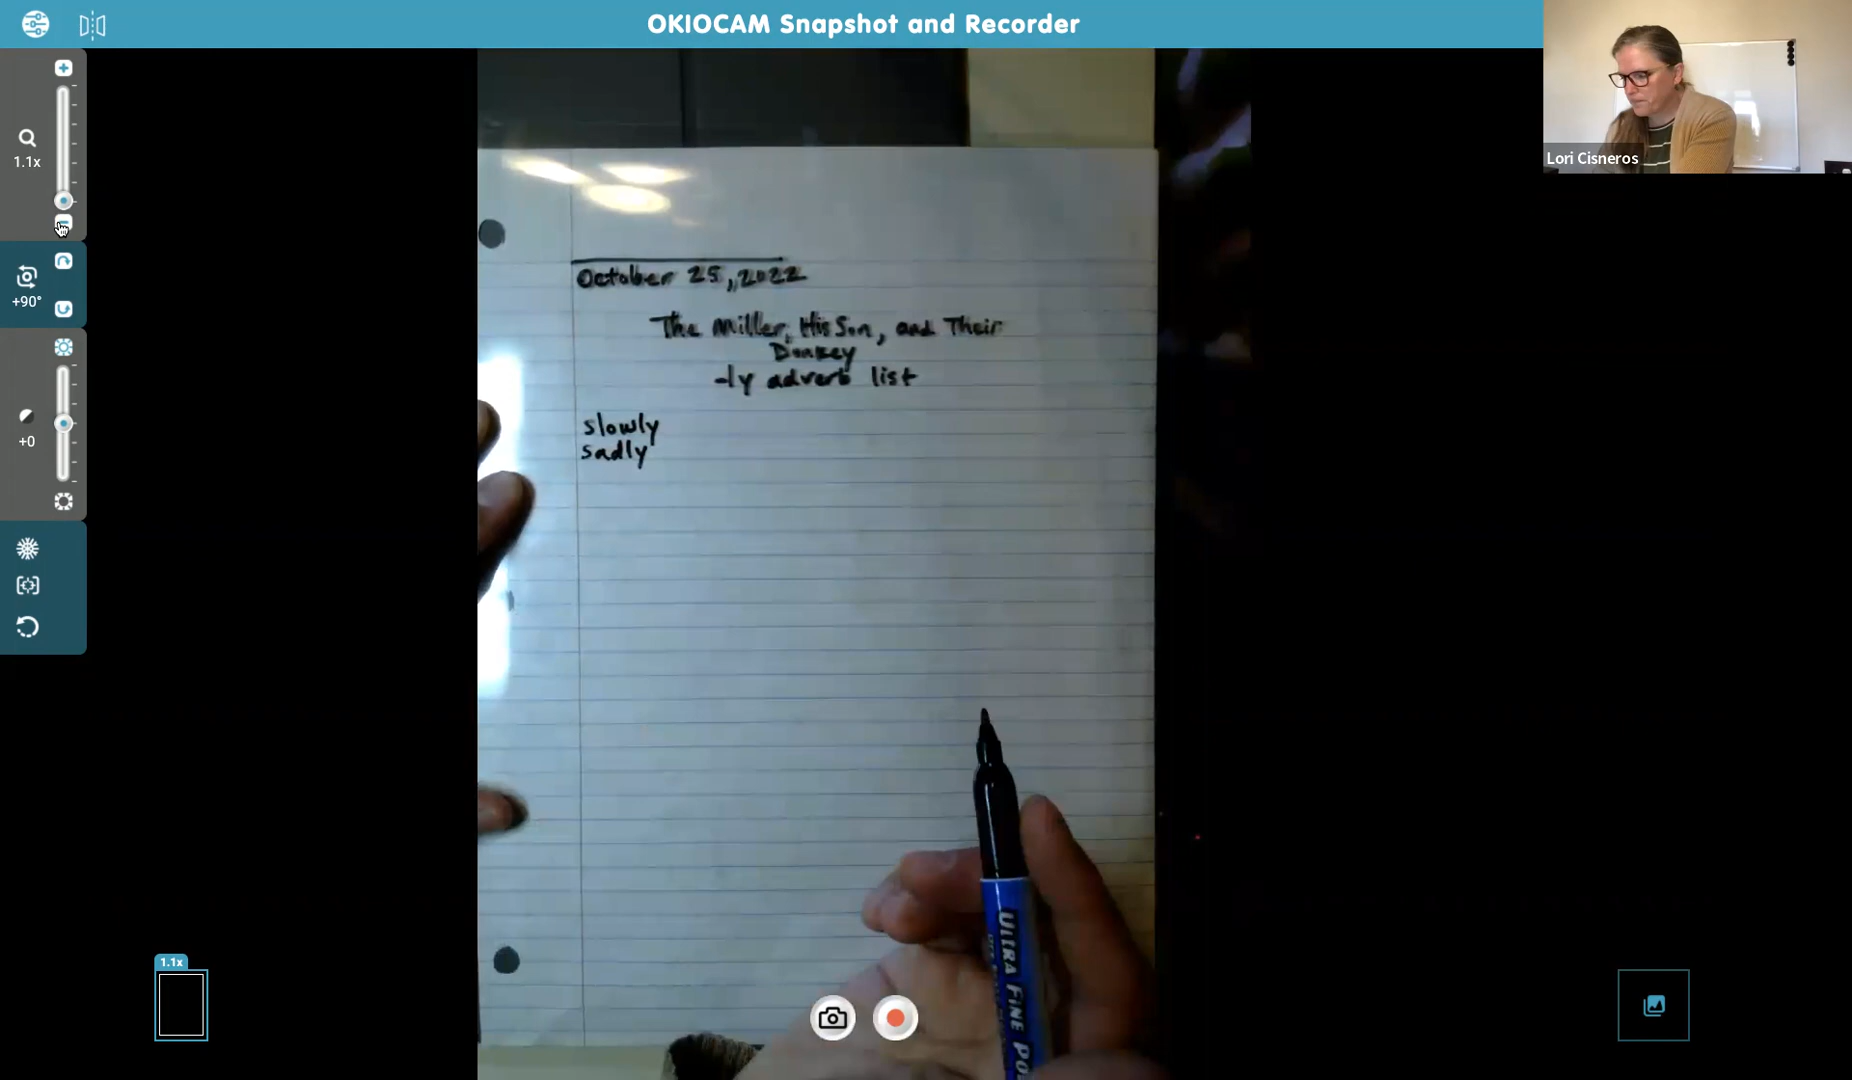 OKIOCAM Snapshot and Recorder
Lori Cisneros
1.1x
+90°
+0
October 25, 2022
The Miller, His Son, and Their
Donkey
-ly adverb list
slowly
sadly
ULTRA FINE PO
1.1x